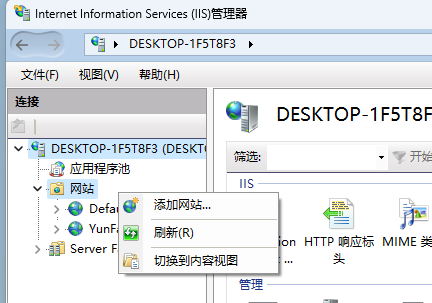 Internet Information Services (IIS)管理器
DESKTOP-1F5T8F3
文件(F) 视图(V) 帮助(H)
连接
DESKTOP-1F5T8F3 (DESKT
应用程序池
网站
Defau
YunFa
Server F
添加网站...
刷新(R)
切换到内容视图
DESKTOP-1F5T8F
筛选: 开始
IIS
ion
HTTP 响应标头
MIME 类
管理